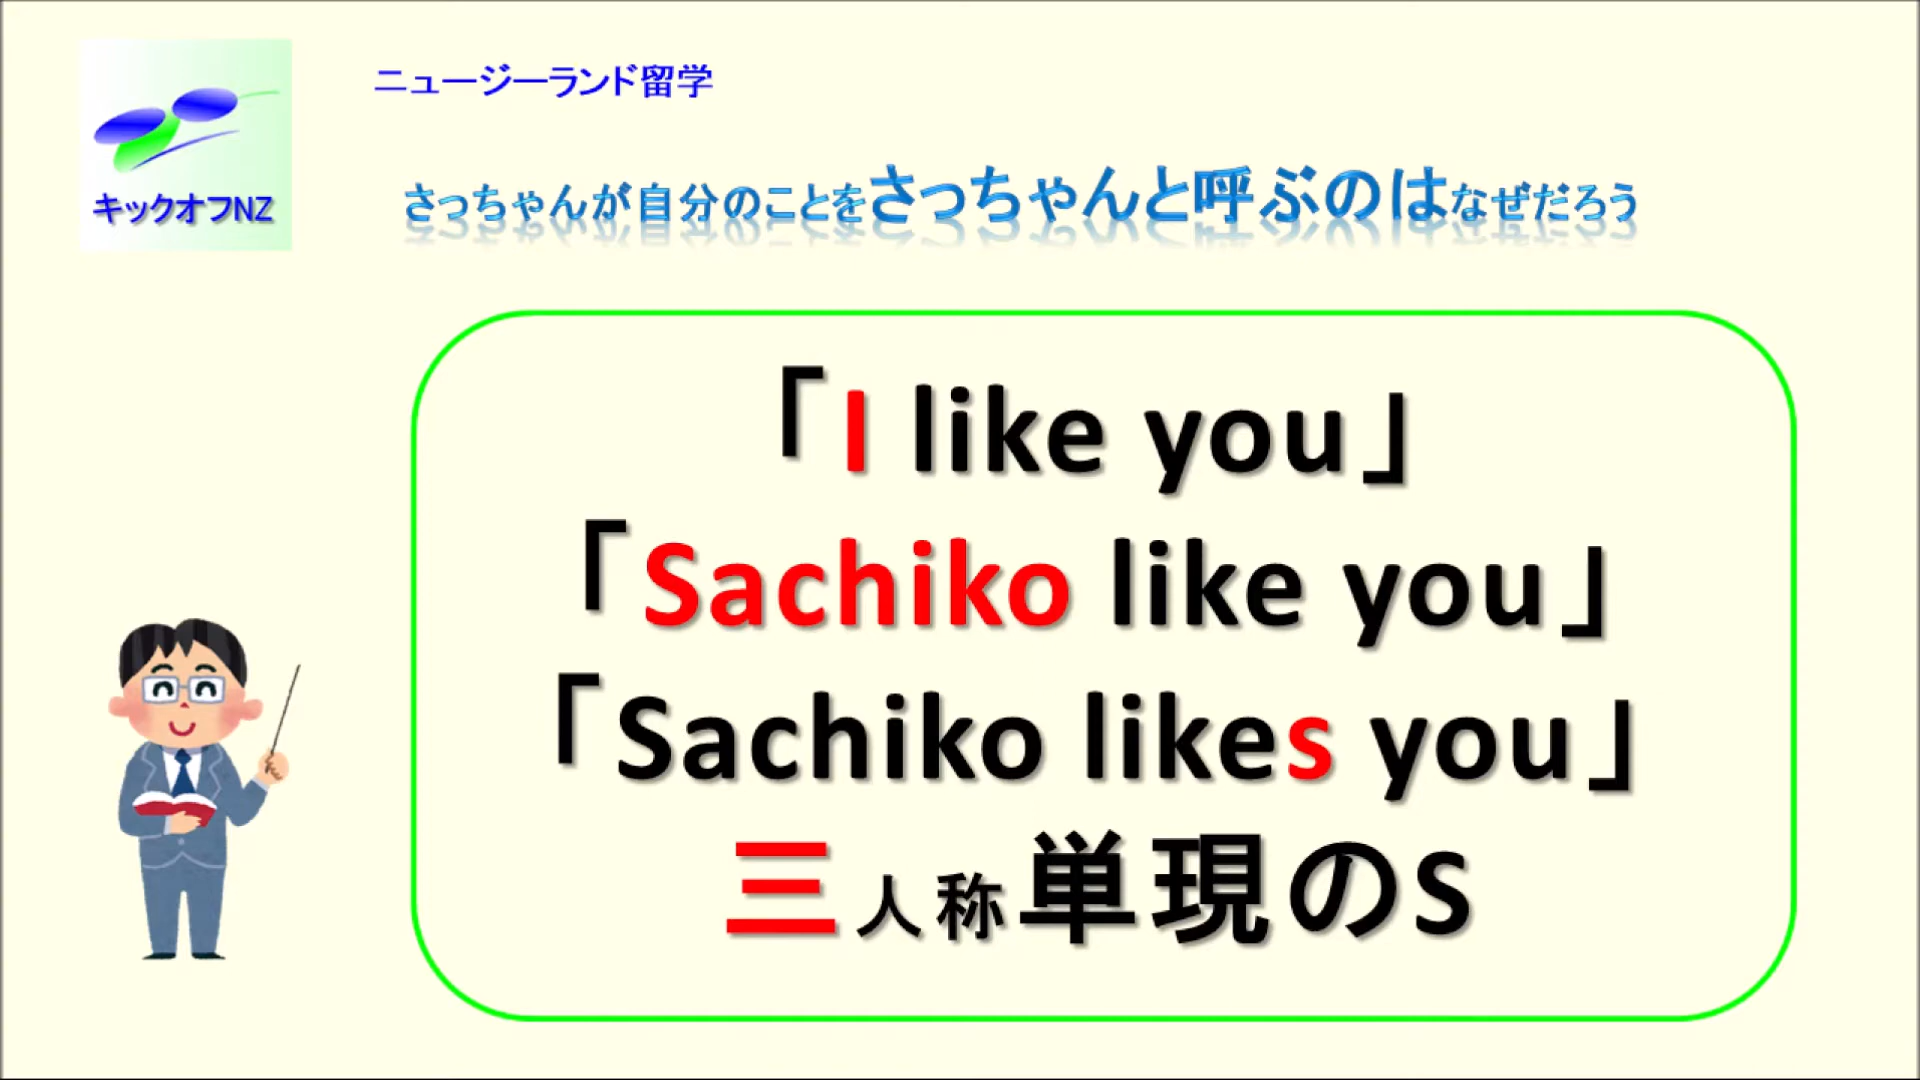 ニュージーランド留学
キックオフNZ
さっちゃんが自分のことをさっちゃんと呼ぶのはなぜだろう
「I like you」
「Sachiko like you」
「Sachiko likes you」
三人称単現のS